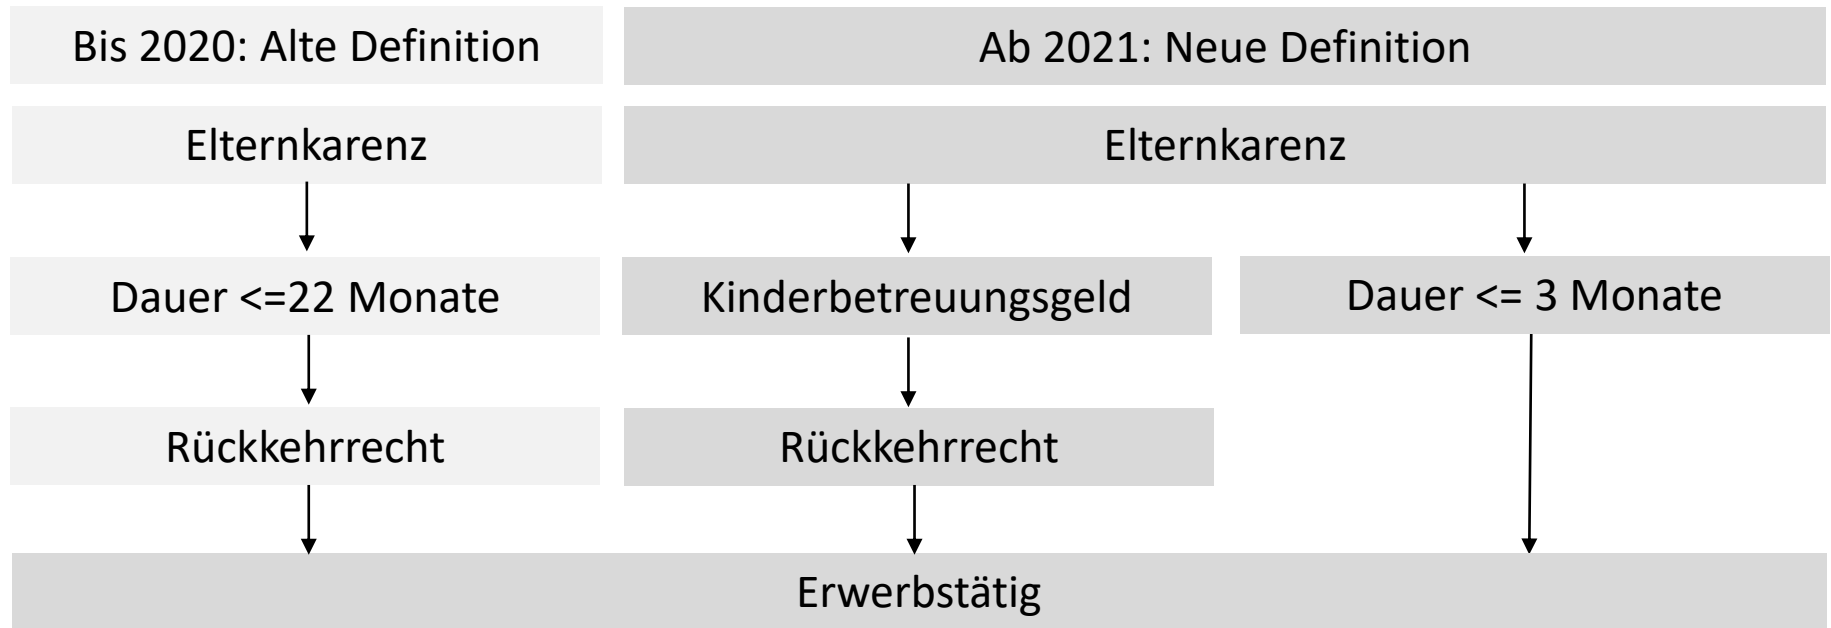 Bis 2020: Alte Definition
Ab 2021: Neue Definition
Elternkarenz
Elternkarenz
Dauer <=22 Monate
Kinderbetreuungsgeld
Dauer <= 3 Monate
Rückkehrrecht
Rückkehrrecht
Erwerbstätig